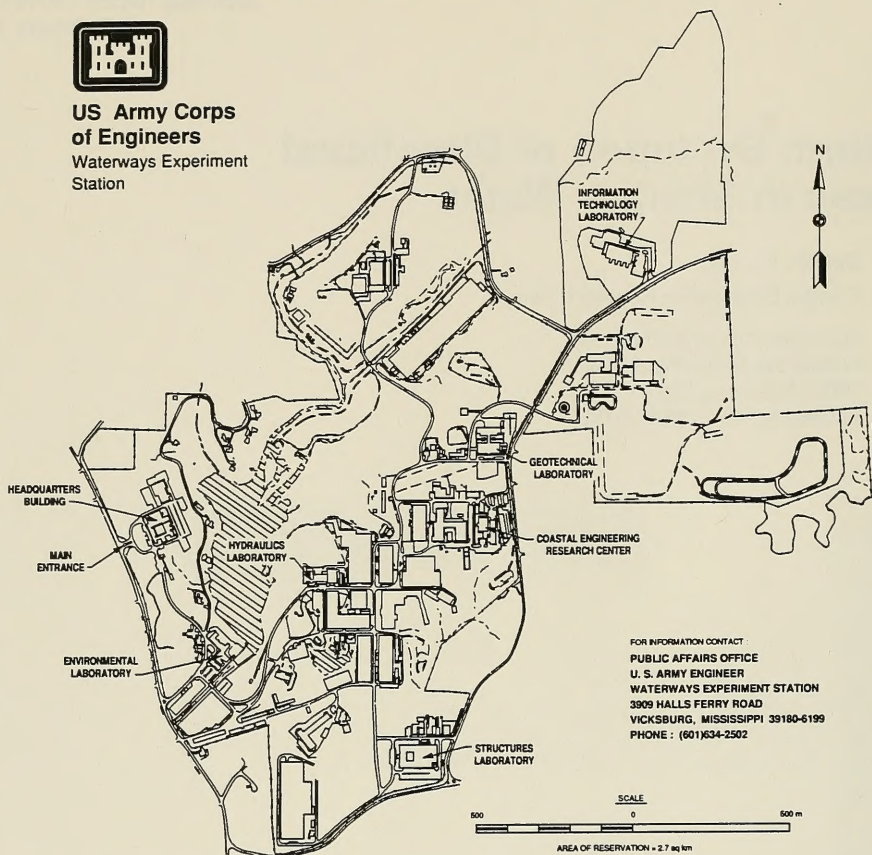 US Army Corps
of Engineers
Waterways Experiment
Station
N
INFORMATION
TECHNOLOGY
LABORATORY
GEOTECHNICAL
LABORATORY
HEADQUARTERS
BUILDING
HYDRAULICS
LABORATORY
COASTAL ENGINEERING
RESEARCH CENTER
MAIN
ENTRANCE
ENVIRONMENTAL
LABORATORY
STRUCTURES
LABORATORY
FOR INFORMATION CONTACT :
PUBLIC AFFAIRS OFFICE
U. S. ARMY ENGINEER
WATERWAYS EXPERIMENT STATION
3909 HALLS FERRY ROAD
VICKSBURG, MISSISSIPPI 39180-6199
PHONE : (601)634-2502
SCALE
500 0 500 m
AREA OF RESERVATION = 2.7 sq km